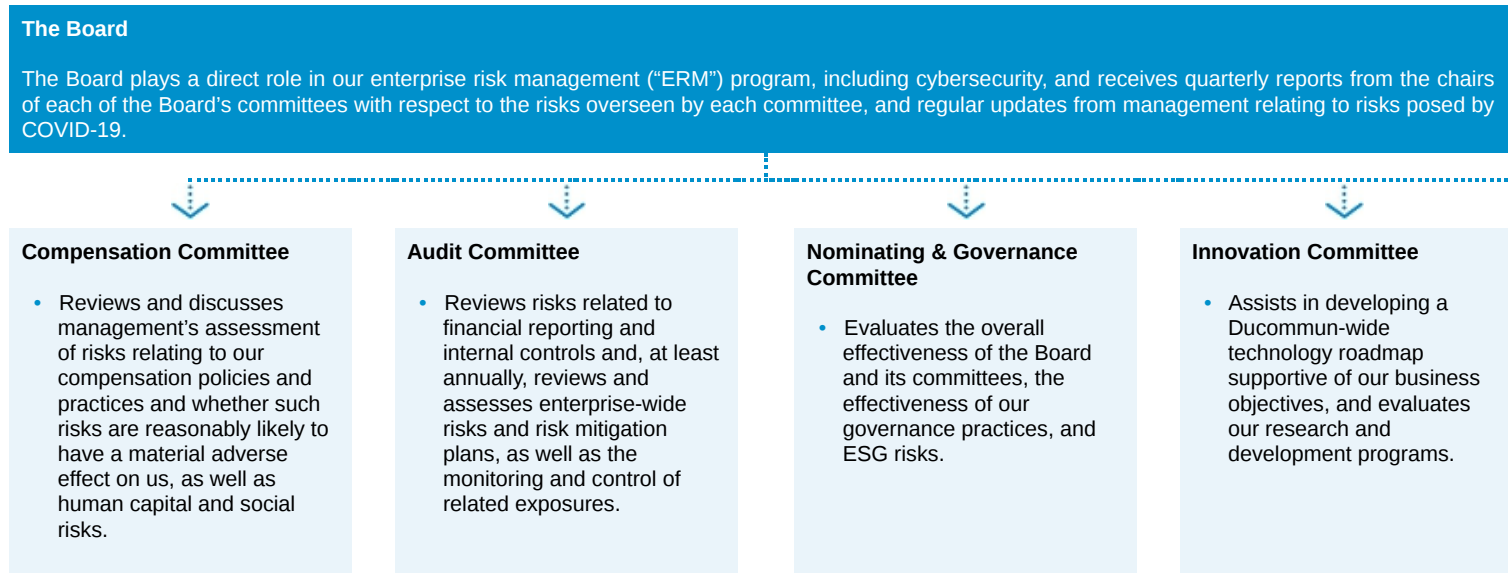 The Board
The Board plays a direct role in our enterprise risk management (“ERM”) program, including cybersecurity, and receives quarterly reports from the chairs
of each of the Board’s committees with respect to the risks overseen by each committee, and regular updates from management relating to risks posed by
COVID-19.
Compensation Committee
• Reviews and discusses
management’s assessment
of risks relating to our
compensation policies and
practices and whether such
risks are reasonably likely to
have a material adverse
effect on us, as well as
human capital and social
risks.
Audit Committee
• Reviews risks related to
financial reporting and
internal controls and, at least
annually, reviews and
assesses enterprise-wide
risks and risk mitigation
plans, as well as the
monitoring and control of
related exposures.
Nominating & Governance
Committee
• Evaluates the overall
effectiveness of the Board
and its committees, the
effectiveness of our
governance practices, and
ESG risks.
Innovation Committee
• Assists in developing a
Ducommun-wide
technology roadmap
supportive of our business
objectives, and evaluates
our research and
development programs.